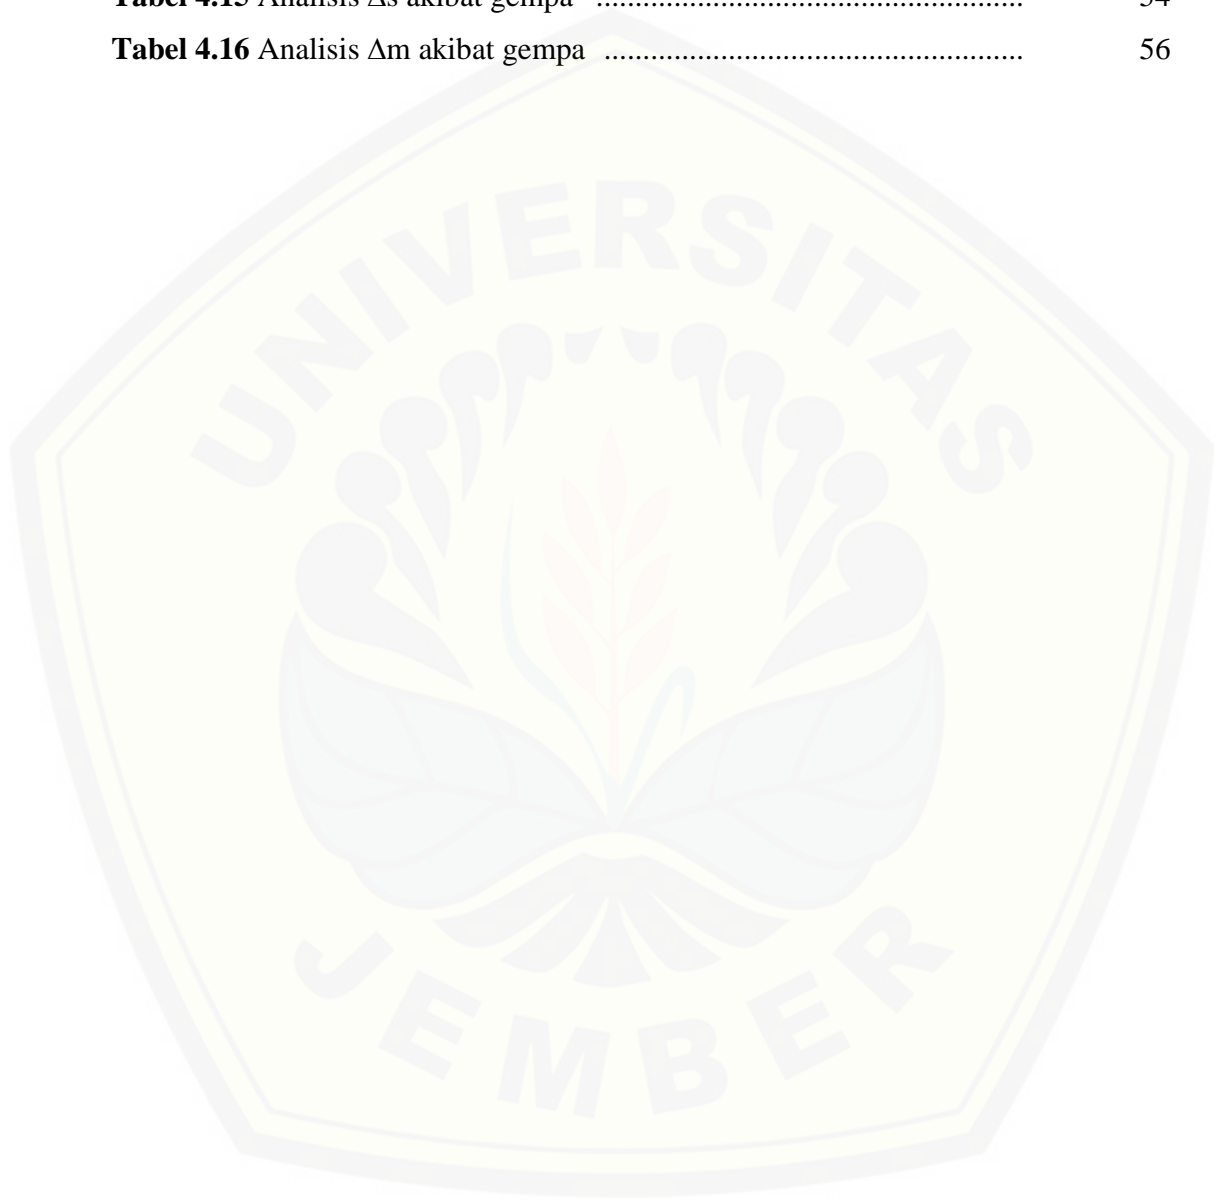 Tabel 4.15 Analisis Δs akibat gempa ....................................................... 54
Tabel 4.16 Analisis Δm akibat gempa ...................................................... 56
UNIVERSITAS
JEMBER